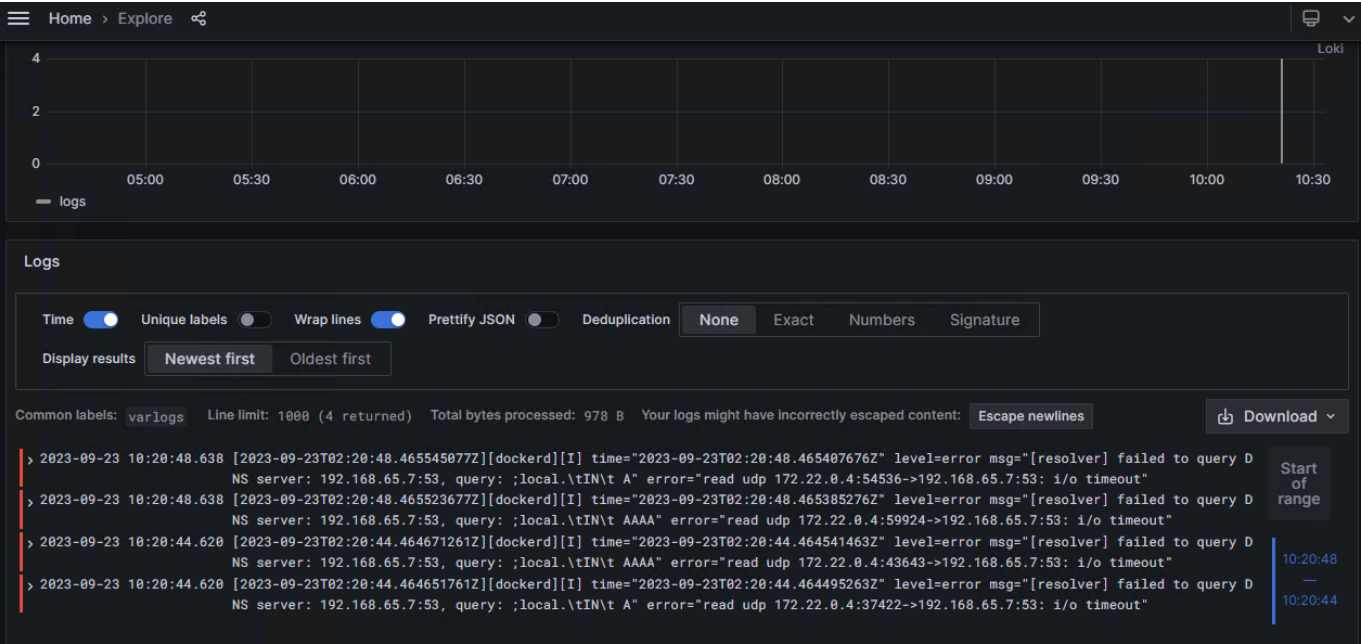 Home › Explore
Loki
4
2
0
05:00 05:30 06:00 06:30 07:00 07:30 08:00 08:30 09:00 09:30 10:00 10:30
logs
Logs
Time Unique labels Wrap lines Prettify JSON Deduplication None Exact Numbers Signature
Display results Newest first Oldest first
Common labels: varlogs Line limit: 1000 (4 returned) Total bytes processed: 978 B Your logs might have incorrectly escaped content: Escape newlines Download
› 2023-09-23 10:20:48.638 [2023-09-23T02:20:48.465545077Z][dockerd][I] time="2023-09-23T02:20:48.465407676Z" level=error msg="[resolver] failed to query D
NS server: 192.168.65.7:53, query: ;local.\tIN\t A" error="read udp 172.22.0.4:54536->192.168.65.7:53: i/o timeout"
› 2023-09-23 10:20:48.638 [2023-09-23T02:20:48.465523677Z][dockerd][I] time="2023-09-23T02:20:48.465385276Z" level=error msg="[resolver] failed to query D
NS server: 192.168.65.7:53, query: ;local.\tIN\t AAAA" error="read udp 172.22.0.4:59924->192.168.65.7:53: i/o timeout"
› 2023-09-23 10:20:44.620 [2023-09-23T02:20:44.464671261Z][dockerd][I] time="2023-09-23T02:20:44.464541463Z" level=error msg="[resolver] failed to query D
NS server: 192.168.65.7:53, query: ;local.\tIN\t AAAA" error="read udp 172.22.0.4:43643->192.168.65.7:53: i/o timeout"
› 2023-09-23 10:20:44.620 [2023-09-23T02:20:44.464651761Z][dockerd][I] time="2023-09-23T02:20:44.464495263Z" level=error msg="[resolver] failed to query D
NS server: 192.168.65.7:53, query: ;local.\tIN\t A" error="read udp 172.22.0.4:37422->192.168.65.7:53: i/o timeout"
Start
of
range
10:20:48
—
10:20:44